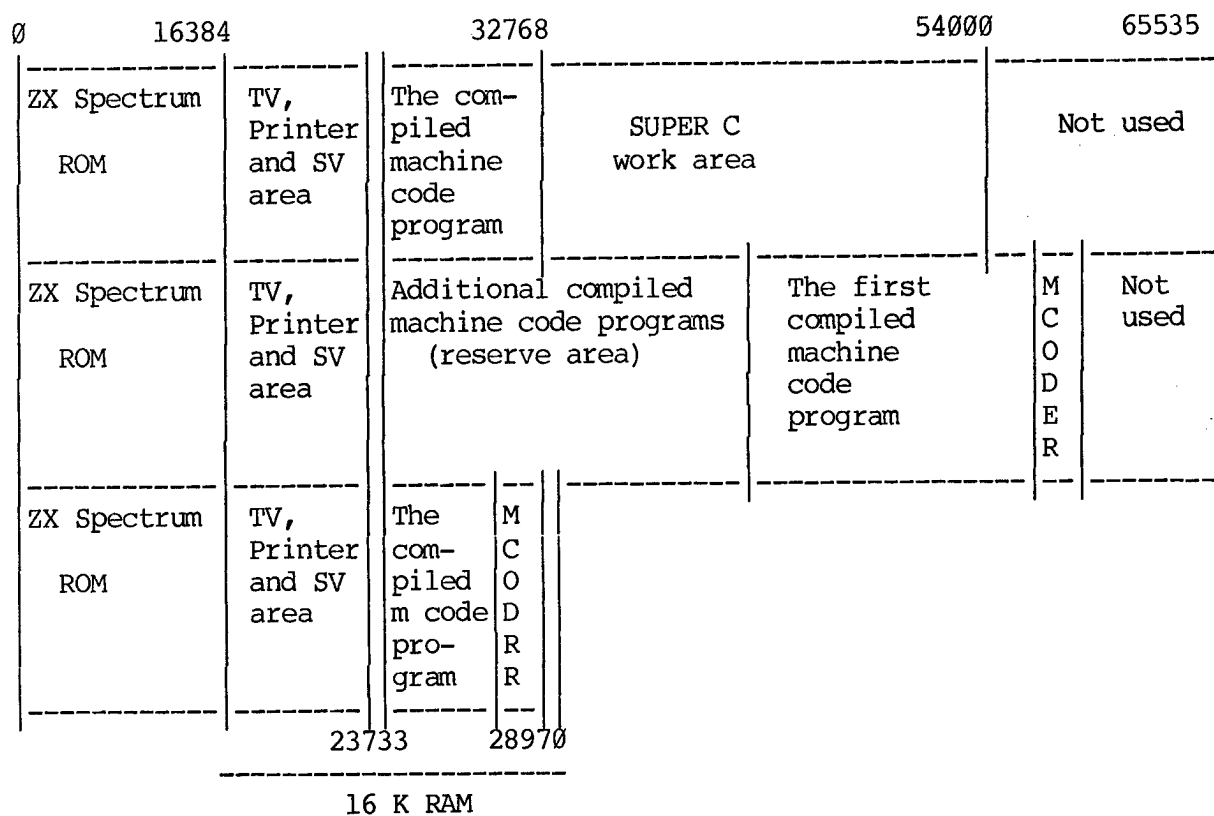 Ø 16384 32768 54ØØØ 65535
ZX Spectrum TV, The com-
Printer piled SUPER C Not used
ROM and SV machine work area
area code
program
ZX Spectrum TV, Additional compiled The first M Not
Printer machine code programs compiled C used
ROM and SV (reserve area) machine O
area code D
program E
R
ZX Spectrum TV, The M
Printer com- C
ROM and SV piled O
area m code D
pro- R
gram R
23733 2897Ø
16 K RAM